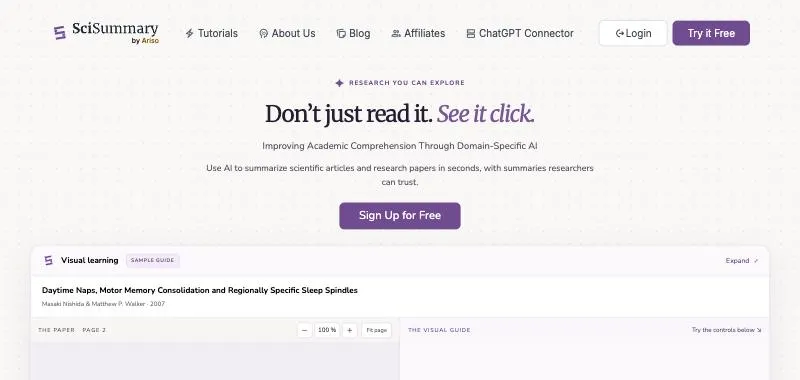 SciSummary
by Ariso
Tutorials
About Us
Blog
Affiliates
ChatGPT Connector
Login
Try it Free
RESEARCH YOU CAN EXPLORE
Don’t just read it. See it click.
Improving Academic Comprehension Through Domain-Specific AI
Use AI to summarize scientific articles and research papers in seconds, with summaries researchers
can trust.
Sign Up for Free
Visual learning
SAMPLE GUIDE
Expand
Daytime Naps, Motor Memory Consolidation and Regionally Specific Sleep Spindles
Masaki Nishida & Matthew P. Walker · 2007
THE PAPER PAGE 2
− 100 % + Fit page
THE VISUAL GUIDE
Try the controls below ↘